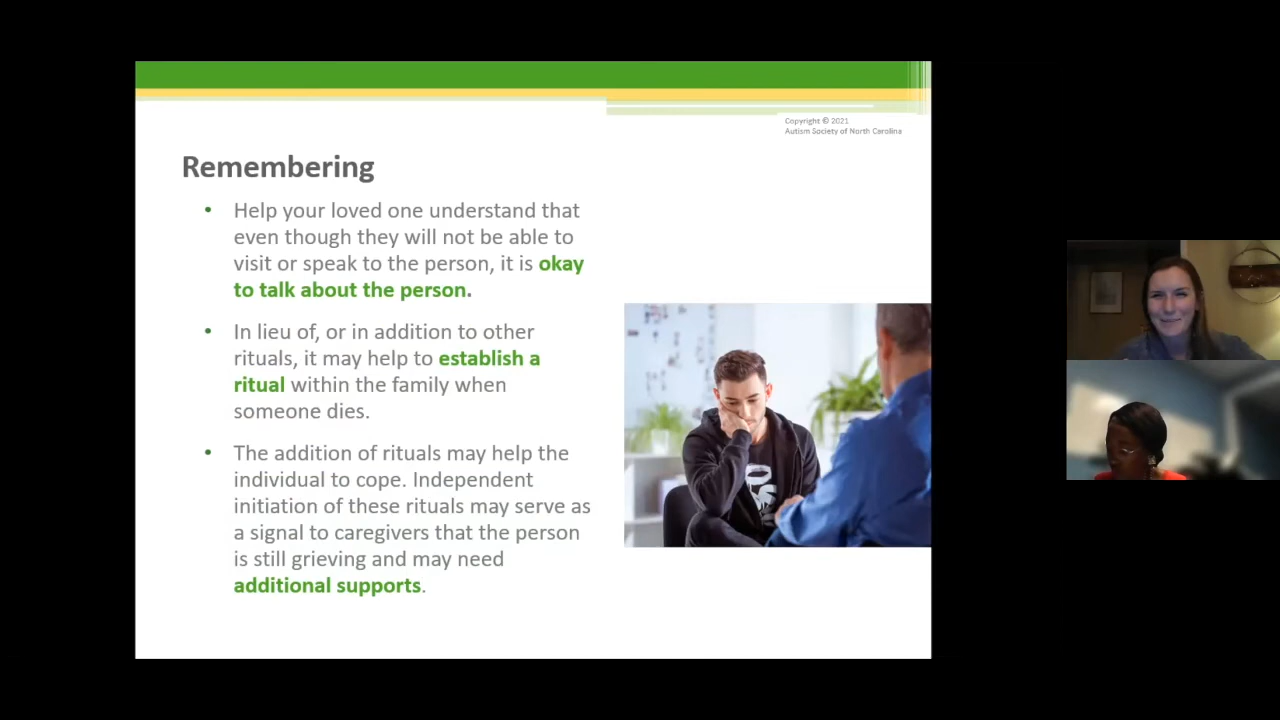 Copyright © 2021
Autism Society of North Carolina
Remembering
• Help your loved one understand that
even though they will not be able to
visit or speak to the person, it is okay
to talk about the person.
• In lieu of, or in addition to other
rituals, it may help to establish a
ritual within the family when
someone dies.
• The addition of rituals may help the
individual to cope. Independent
initiation of these rituals may serve as
a signal to caregivers that the person
is still grieving and may need
additional supports.